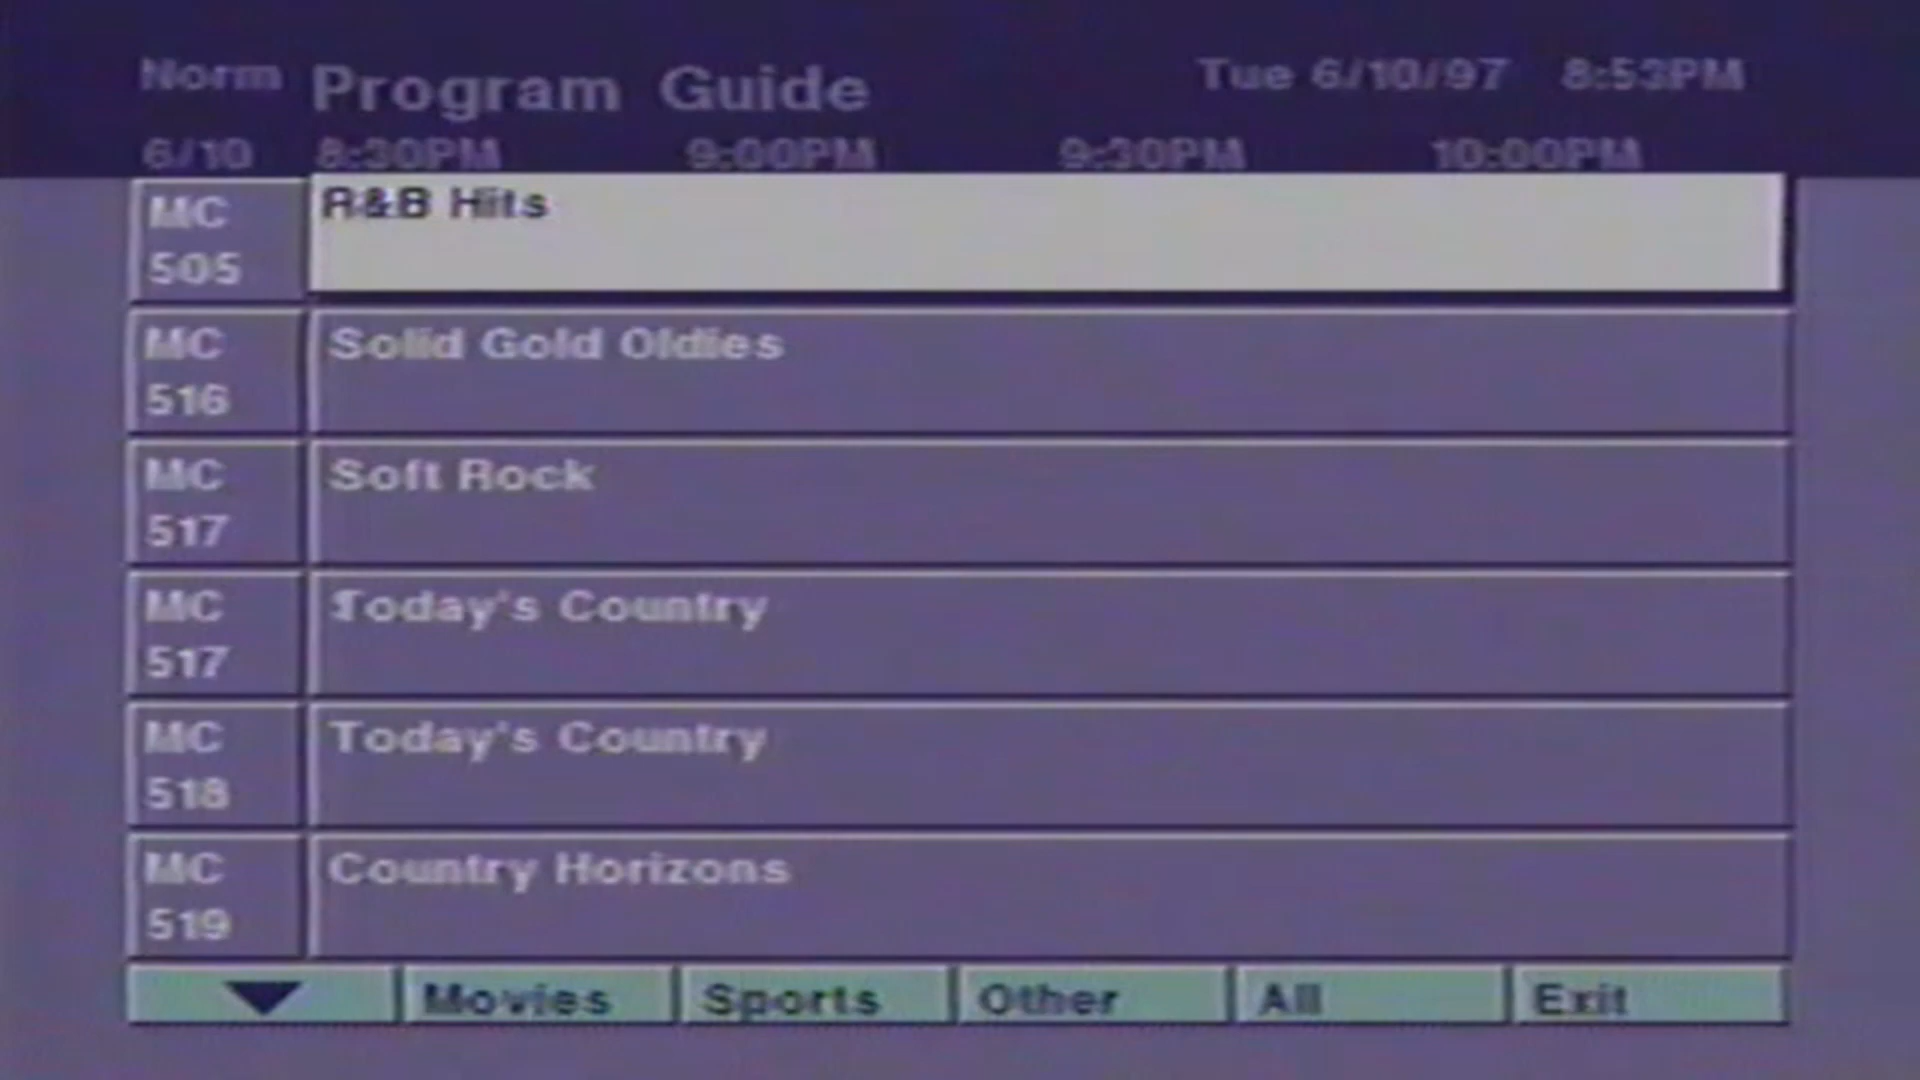 Norm Program Guide Tue 6/10/97 8:53PM
6/10 8:30PM 9:00PM 9:30PM 10:00PM
MC 505 R&B Hits
MC 516 Solid Gold Oldies
MC 517 Soft Rock
MC 517 Today's Country
MC 518 Today's Country
MC 519 Country Horizons
Movies Sports Other All Exit